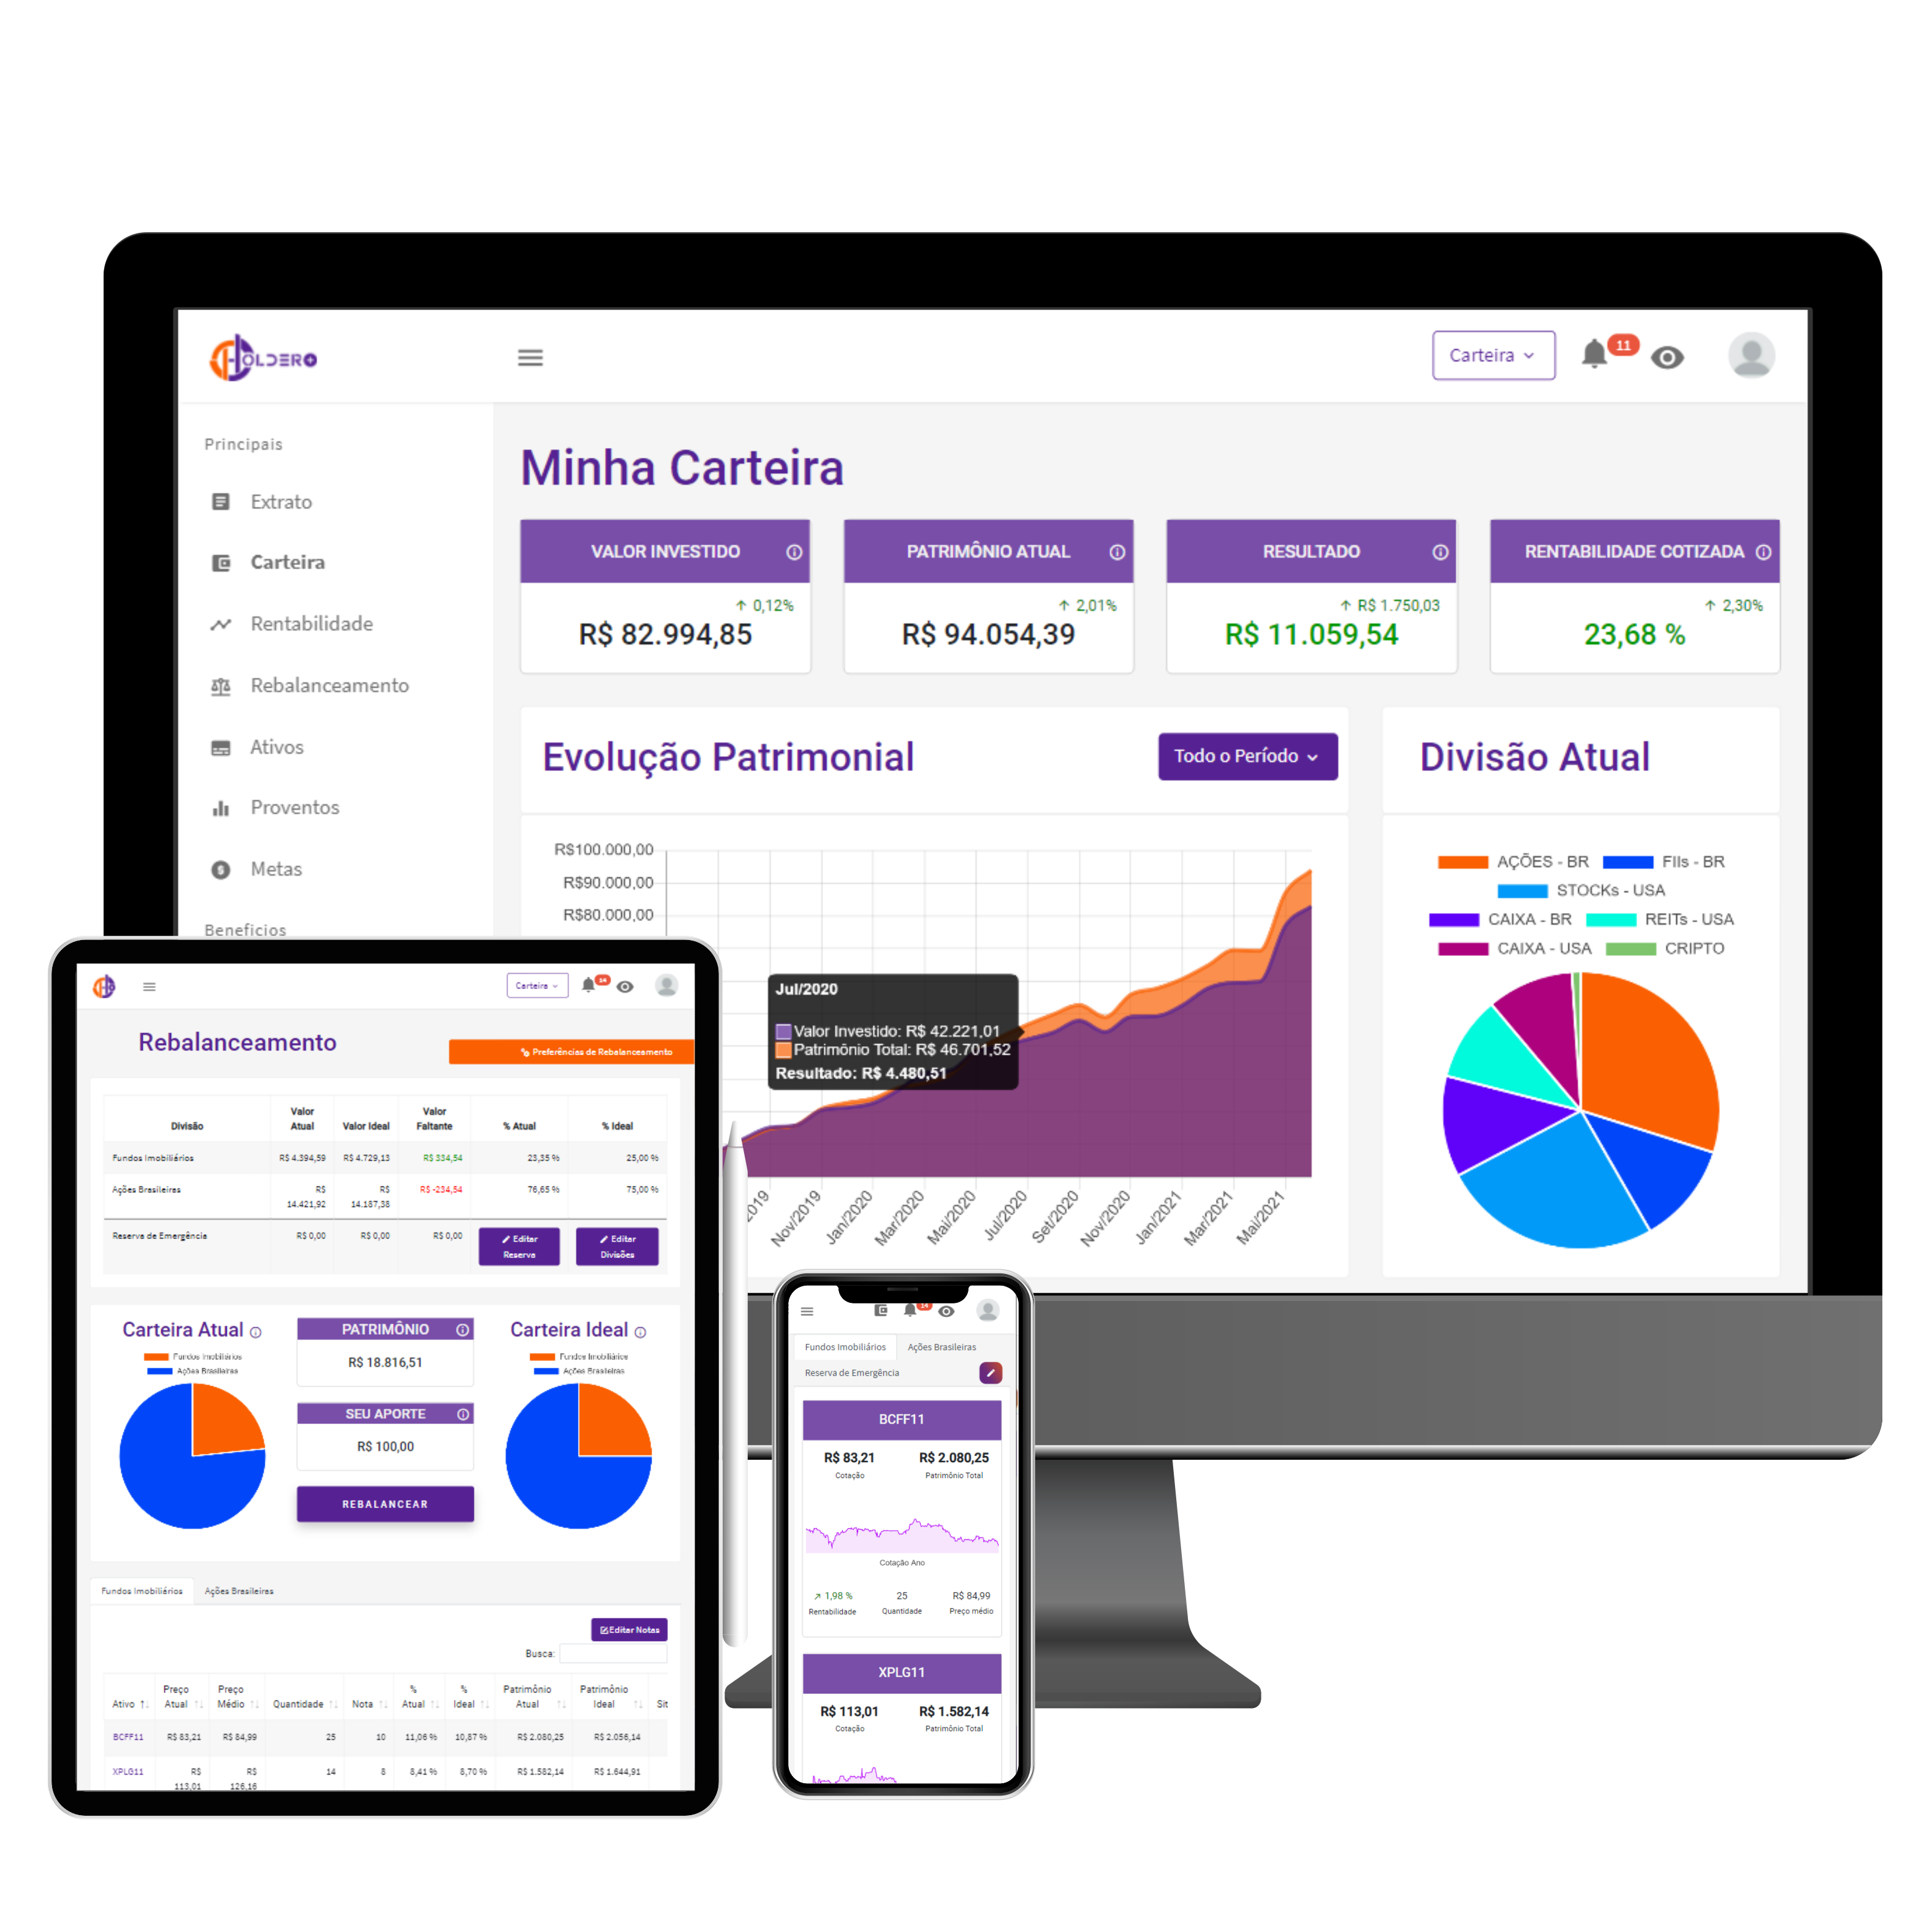 HOLDER+
Carteira
11
Principais
Extrato
Carteira
Rentabilidade
Rebalanceamento
Ativos
Proventos
Metas
Beneficios
Minha Carteira
VALOR INVESTIDO
0,12%
R$ 82.994,85
PATRIMÔNIO ATUAL
2,01%
R$ 94.054,39
RESULTADO
R$ 1.750,03
R$ 11.059,54
RENTABILIDADE COTIZADA
2,30%
23,68 %
Evolução Patrimonial
Todo o Período
R$100.000,00
R$90.000,00
R$80.000,00
Jul/2020
Valor Investido: R$ 42.221,01
Patrimônio Total: R$ 46.701,52
Resultado: R$ 4.480,51
2019 Nov/2019 Jan/2020 Mar/2020 Mai/2020 Jul/2020 Set/2020 Nov/2020 Jan/2021 Mar/2021 Mai/2021
Divisão Atual
AÇÕES - BR FIIs - BR
STOCKs - USA
CAIXA - BR REITs - USA
CAIXA - USA CRIPTO
Carteira
14
Rebalanceamento
Preferências de Rebalanceamento
Divisão Valor Atual Valor Ideal Valor Faltante % Atual % Ideal
Fundos Imobiliários R$ 4.394,59 R$ 4.729,13 R$ 334,54 23,35 % 25,00 %
Ações Brasileiras R$ 14.421,92 R$ 14.187,38 R$ -234,54 76,65 % 75,00 %
Reserva de Emergência R$ 0,00 R$ 0,00 R$ 0,00
Editar Reserva
Editar Divisões
Carteira Atual
Fundos Imobiliários
Ações Brasileiras
PATRIMÔNIO
R$ 18.816,51
SEU APORTE
R$ 100,00
REBALANCEAR
Carteira Ideal
Fundos Imobiliários
Ações Brasileiras
Fundos Imobiliários Ações Brasileiras
Editar Notas
Busca:
Ativo Preço Atual Preço Médio Quantidade Nota % Atual % Ideal Patrimônio Atual Patrimônio Ideal Sit
BCFF11 R$ 83,21 R$ 84,99 25 10 11,06 % 10,87 % R$ 2.080,25 R$ 2.056,14
XPLG11 R$ 113,01 R$ 126,16 14 8 8,41 % 8,70 % R$ 1.582,14 R$ 1.644,91
14
Fundos Imobiliários Ações Brasileiras
Reserva de Emergência
BCFF11
R$ 83,21 R$ 2.080,25
Cotação Patrimônio Total
Cotação Ano
1,98 % 25 R$ 84,99
Rentabilidade Quantidade Preço médio
XPLG11
R$ 113,01 R$ 1.582,14
Cotação Patrimônio Total